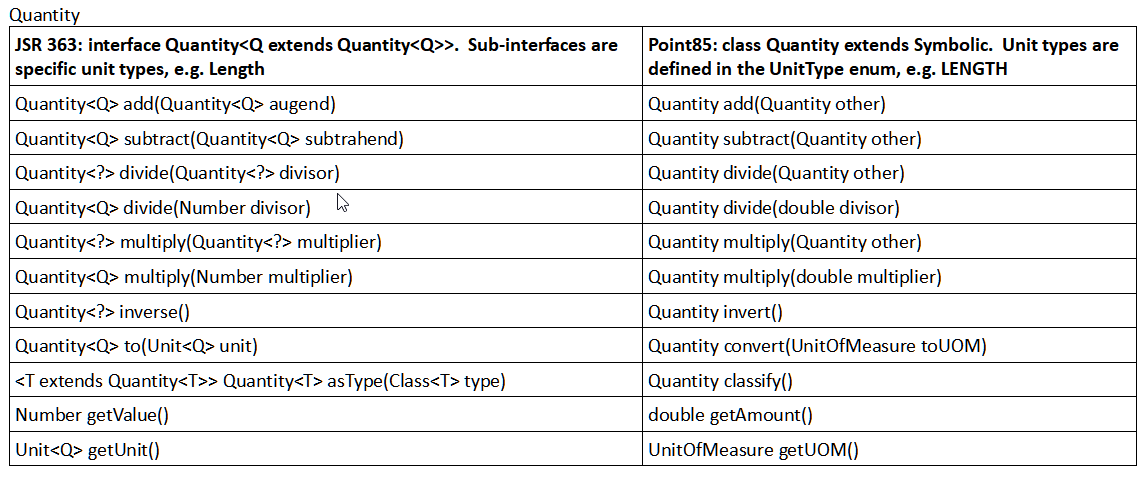 Quantity
JSR 363: interface Quantity<Q extends Quantity<Q>>.  Sub-interfaces are
specific unit types, e.g. Length
Point85: class Quantity extends Symbolic.  Unit types are
defined in the UnitType enum, e.g. LENGTH
Quantity<Q> add(Quantity<Q> augend)
Quantity add(Quantity other)
Quantity<Q> subtract(Quantity<Q> subtrahend)
Quantity subtract(Quantity other)
Quantity<?> divide(Quantity<?> divisor)
Quantity divide(Quantity other)
Quantity<Q> divide(Number divisor)
Quantity divide(double divisor)
Quantity<?> multiply(Quantity<?> multiplier)
Quantity multiply(Quantity other)
Quantity<Q> multiply(Number multiplier)
Quantity multiply(double multiplier)
Quantity<?> inverse()
Quantity invert()
Quantity<Q> to(Unit<Q> unit)
Quantity convert(UnitOfMeasure toUOM)
<T extends Quantity<T>> Quantity<T> asType(Class<T> type)
Quantity classify()
Number getValue()
double getAmount()
Unit<Q> getUnit()
UnitOfMeasure getUOM()